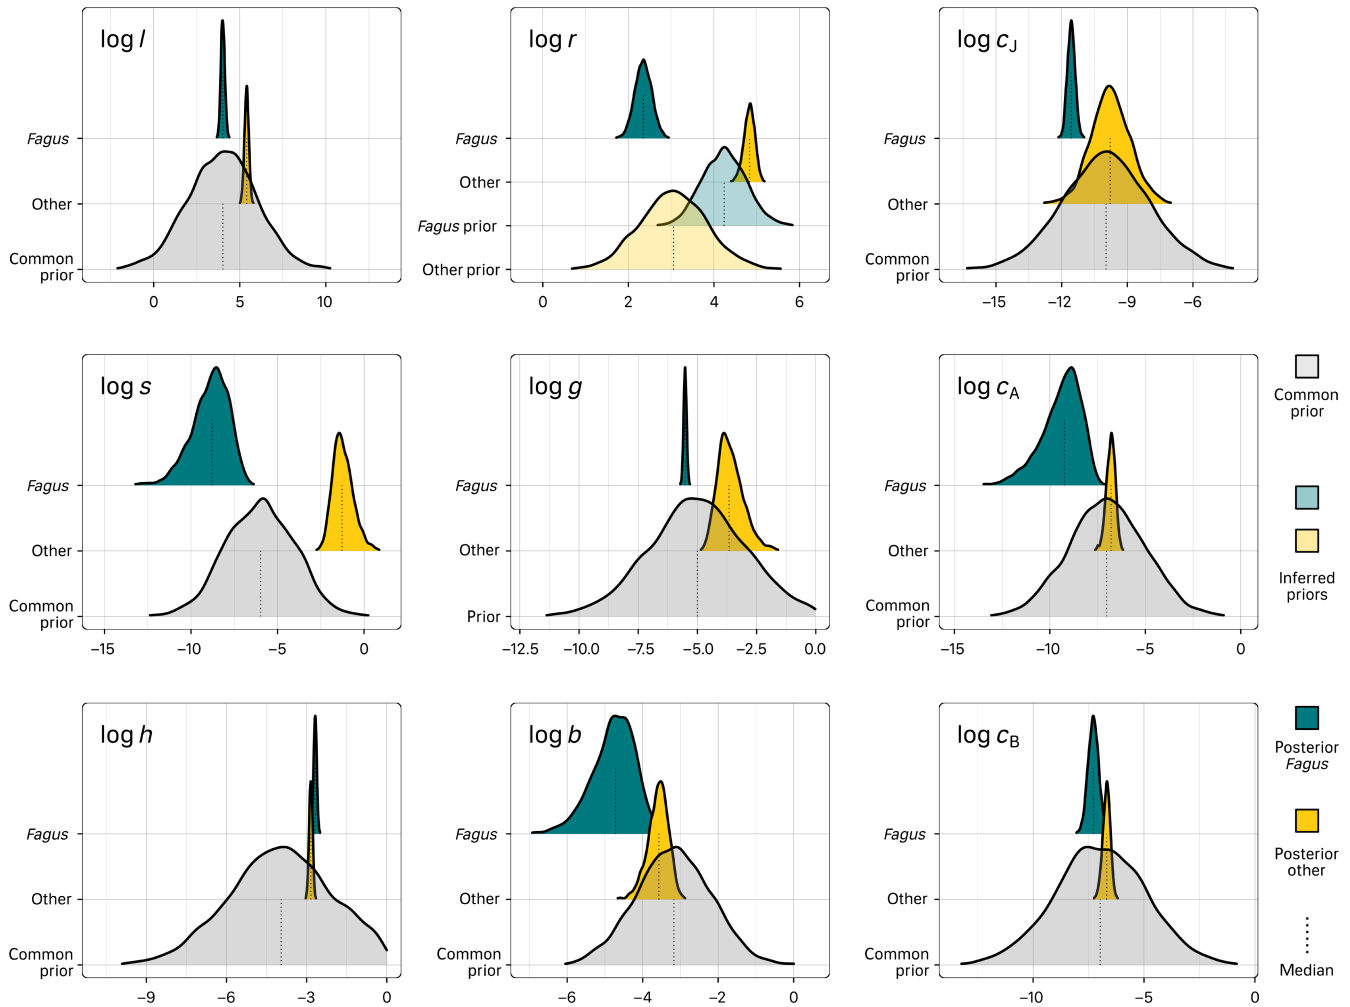 log l
Fagus
Other
Common
prior
0
5
10
log r
Fagus
Other
Fagus prior
Other prior
0
2
4
6
log cJ
Fagus
Other
Common
prior
−15
−12
−9
−6
log s
Fagus
Other
Common
prior
−15
−10
−5
0
log g
Fagus
Other
Prior
−12.5
−10.0
−7.5
−5.0
−2.5
0.0
log cA
Fagus
Other
Common
prior
−15
−10
−5
0
log h
Fagus
Other
Common
prior
−9
−6
−3
0
log b
Fagus
Other
Common
prior
−6
−4
−2
0
log cB
Fagus
Other
Common
prior
−10
−5
0
Common
prior
Inferred
priors
Posterior
Fagus
Posterior
other
Median